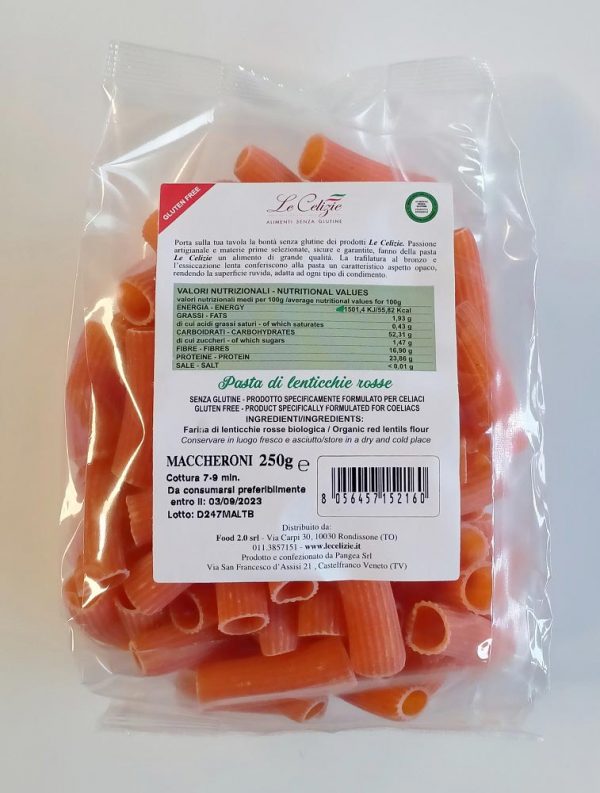 GLUTEN FREE
Le Celizie
ALIMENTI SENZA GLUTINE
Porta sulla tua tavola la bontà senza glutine dei prodotti Le Celizie. Passione
artigianale e materie prime selezionate, sicure e garantite, fanno della pasta
Le Celizie un alimento di grande qualità. La trafilatura al bronzo e
l'essiccazione lenta conferiscono alla pasta un caratteristico aspetto opaco,
rendendo la superficie ruvida, adatta ad ogni tipo di condimento.
VALORI NUTRIZIONALI - NUTRITIONAL VALUES
valori nutrizionali medi per 100g /average nutritional values for 100g
ENERGIA - ENERGY 1501,4 KJ/55,82 Kcal
GRASSI - FATS 1,93 g
di cui acidi grassi saturi - of which saturates 0,43 g
CARBOIDRATI - CARBOHYDRATES 52,31 g
di cui zuccheri - of which sugars 1,47 g
FIBRE - FIBRES 16,90 g
PROTEINE - PROTEIN 23,86 g
SALE - SALT < 0,01 g
Pasta di lenticchie rosse
SENZA GLUTINE - PRODOTTO SPECIFICAMENTE FORMULATO PER CELIACI
GLUTEN FREE - PRODUCT SPECIFICALLY FORMULATED FOR COELIACS
INGREDIENTI/INGREDIENTS:
Farina di lenticchie rosse biologica / Organic red lentils flour
Conservare in luogo fresco e asciutto/store in a dry and cold place
MACCHERONI 250g e
Cottura 7-9 min.
Da consumarsi preferibilmente
entro il: 03/09/2023
Lotto: D247MALTB
8 056457 152160
Distribuito da:
Food 2.0 srl - Via Carpi 30, 10030 Rondissone (TO)
011.3857151 - www.lecelizie.it
Prodotto e confezionato da Pangea Srl
Via San Francesco d'Assisi 21 , Castelfranco Veneto (TV)